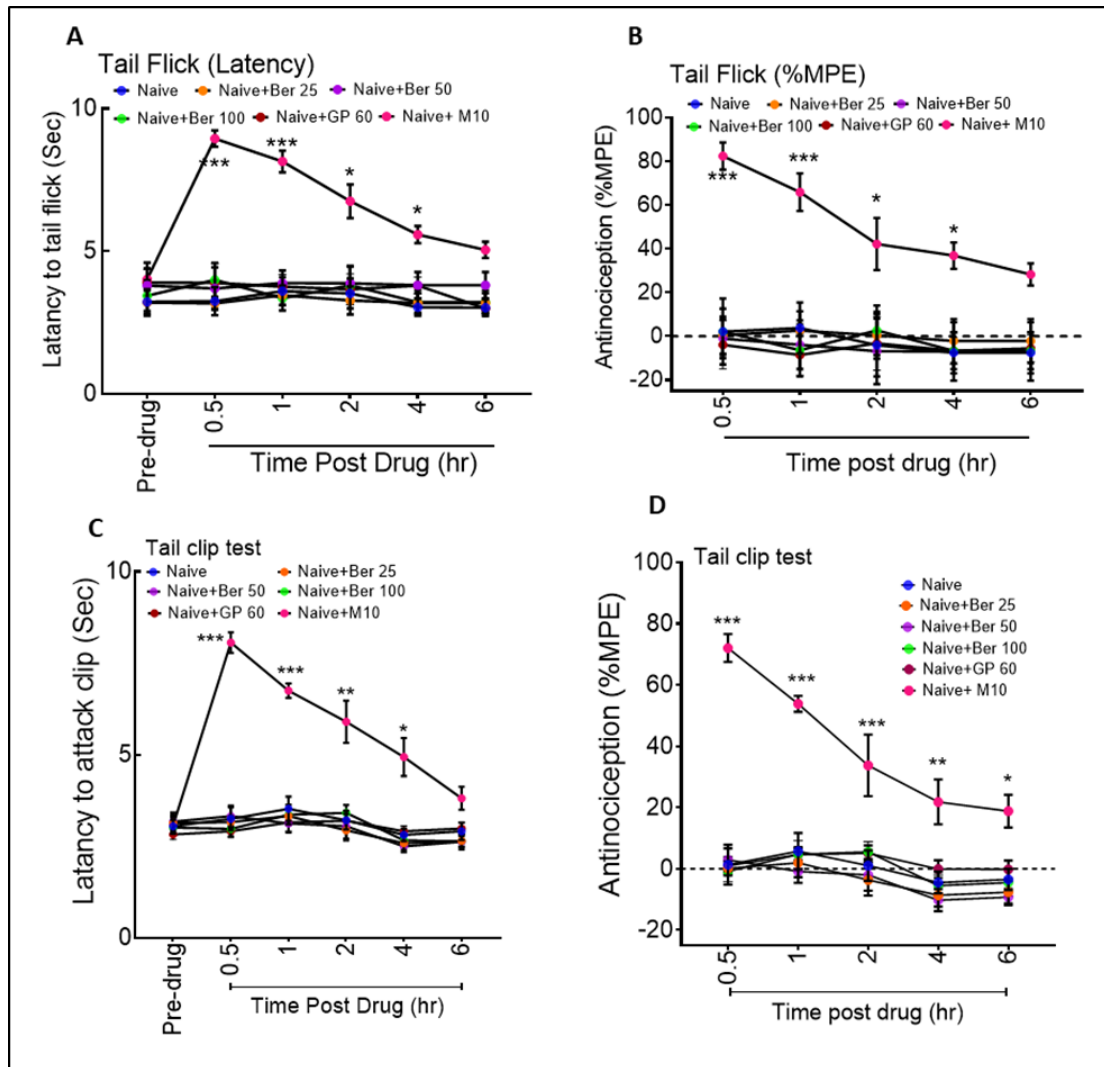 A
Tail Flick (Latency)
Naive Naive+Ber 25 Naive+Ber 50
Naive+Ber 100 Naive+GP 60 Naive+ M10
Latancy to tail flick (Sec)
10
5
0
*** *** * *
Pre-drug 0.5 1 2 4 6
Time Post Drug (hr)
B
Tail Flick (%MPE)
Naive Naive+Ber 25 Naive+Ber 50
Naive+Ber 100 Naive+GP 60 Naive+ M10
Antinociception (%MPE)
100
80
60
40
20
0
-20
*** *** * *
0.5 1 2 4 6
Time post drug (hr)
C
Tail clip test
Naive Naive+Ber 25
Naive+Ber 50 Naive+Ber 100
Naive+GP 60 Naive+M10
Latancy to attack clip (Sec)
10
5
0
*** *** ** *
Pre-drug 0.5 1 2 4 6
Time Post Drug (hr)
D
Tail clip test
Naive
Naive+Ber 25
Naive+Ber 50
Naive+Ber 100
Naive+GP 60
Naive+ M10
Antinociception (%MPE)
100
80
60
40
20
0
-20
*** *** *** ** *
0.5 1 2 4 6
Time post drug (hr)